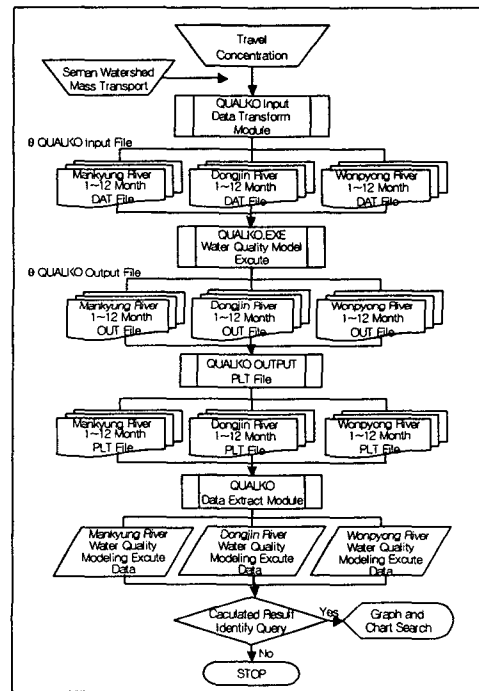 Travel
Concentration
Seman Watershed
Mass Transport
QUALKO Input
Data Transform
Module
θ QUALKO Input File
Mankyung River
1~12 Month
DAT File
Dongjin River
1~12 Month
DAT File
Wonpyong River
1~12 Month
DAT File
QUALKO.EXE
Water Quality Model
Excute
θ QUALKO Output File
Mankyung River
1~12 Month
OUT File
Dongjin River
1~12 Month
OUT File
Wonpyong River
1~12 Month
OUT File
QUALKO OUTPUT
PLT File
Mankyung River
1~12 Month
PLT File
Dongjin River
1~12 Month
PLT File
Wonpyong River
1~12 Month
PLT File
QUALKO
Data Extract Module
Mankyung River
Water Quality
Modeling Excute
Data
Dongjin River
Water Quality
Modeling Excute
Data
Wonpyong River
Water Quality
Modeling Excute
Data
Caculated Result
Identify Query
Yes
Graph and
Chart Search
No
STOP